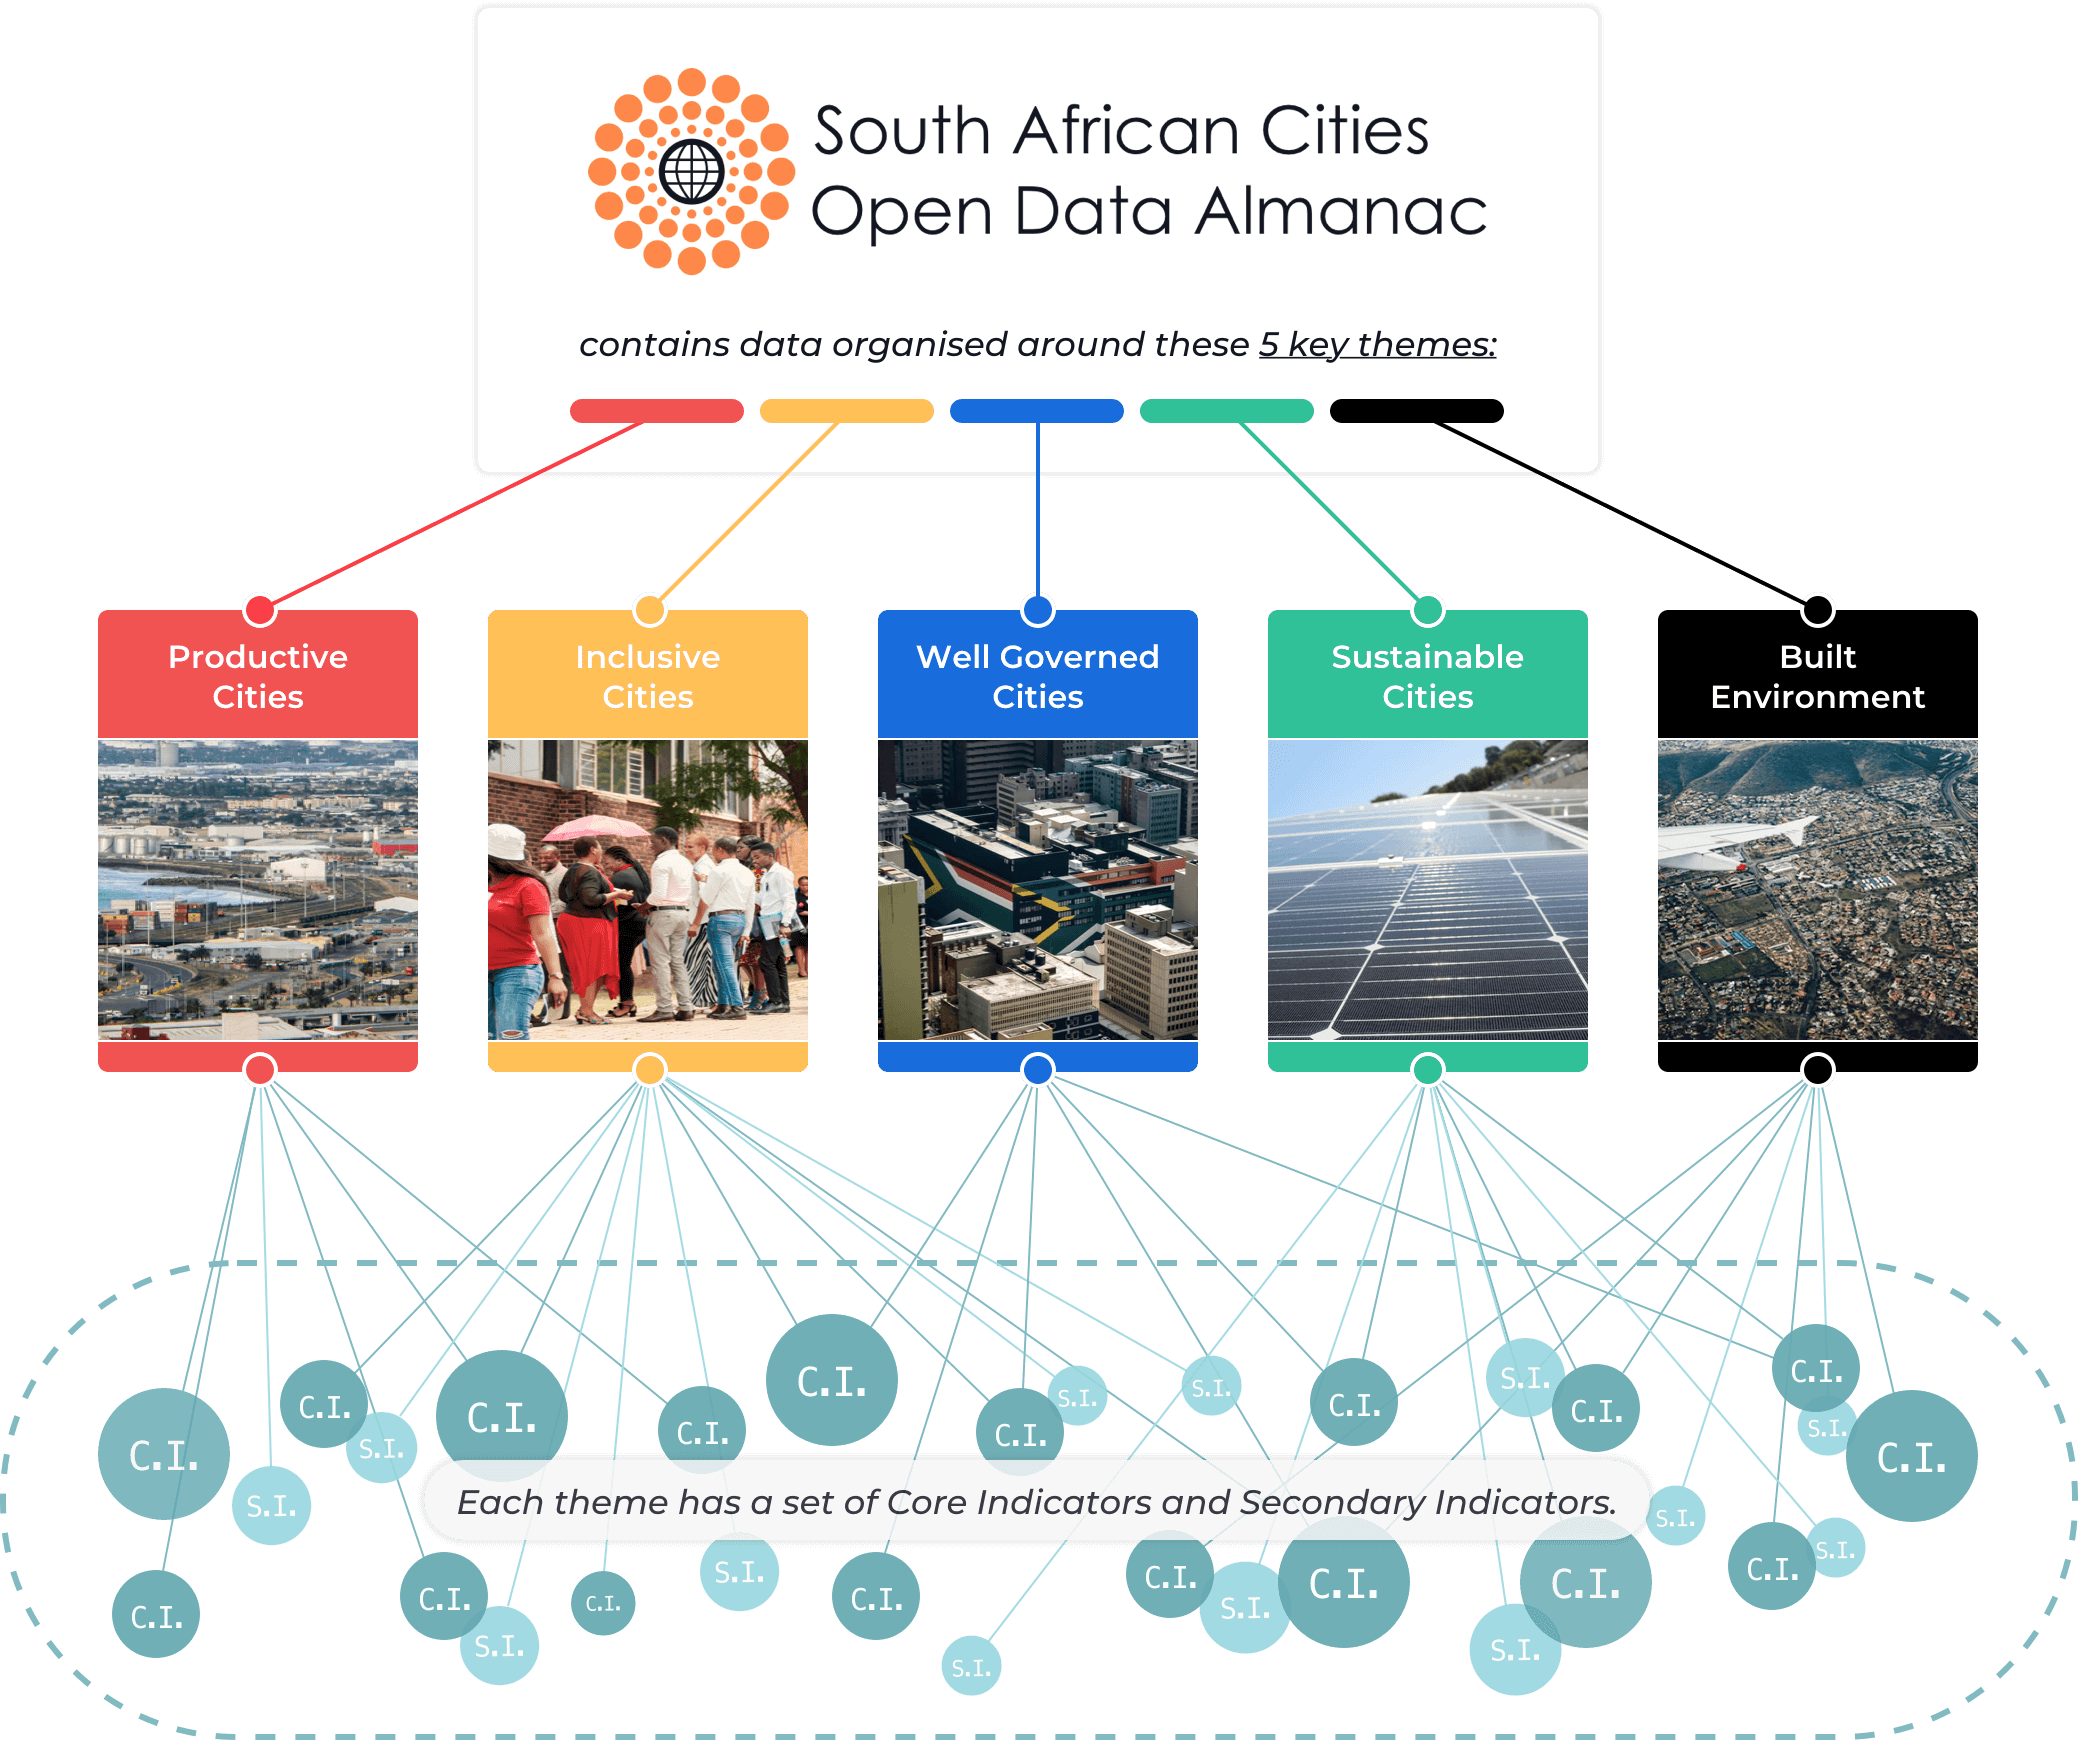 South African Cities
Open Data Almanac
contains data organised around these 5 key themes:
Productive
Cities
Inclusive
Cities
Well Governed
Cities
Sustainable
Cities
Built
Environment
C.I.
C.I.
S.I.
S.I.
C.I.
C.I.
C.I.
C.I.
S.I.
S.I.
C.I.
S.I.
C.I.
C.I.
S.I.
C.I.
Each theme has a set of Core Indicators and Secondary Indicators.
S.I.
C.I.
C.I.
S.I.
C.I.
S.I.
C.I.
S.I.
C.I.
S.I.
C.I.
S.I.
C.I.
C.I.
S.I.